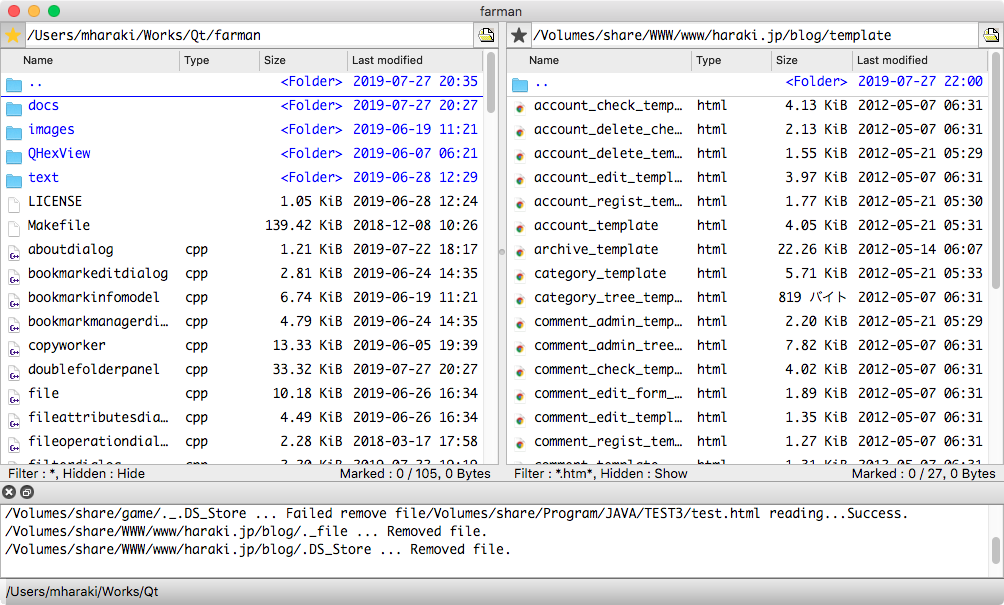 farman
/Users/mharaki/Works/Qt/farman
Name Type Size Last modified
.. <Folder> 2019-07-27 20:35
docs <Folder> 2019-07-27 20:27
images <Folder> 2019-06-19 11:21
QHexView <Folder> 2019-06-07 06:21
text <Folder> 2019-06-28 12:29
LICENSE 1.05 KiB 2019-06-28 12:24
Makefile 139.42 KiB 2018-12-08 10:26
aboutdialog cpp 1.21 KiB 2019-07-22 18:17
bookmarkeditdialog cpp 2.81 KiB 2019-06-24 14:35
bookmarkinfomodel cpp 6.74 KiB 2019-06-19 11:21
bookmarkmanagerdi... cpp 4.79 KiB 2019-06-24 14:35
copyworker cpp 13.33 KiB 2019-06-05 19:39
doublefolderpanel cpp 33.32 KiB 2019-07-27 20:27
file cpp 10.18 KiB 2019-06-26 16:34
fileattributesdia... cpp 4.49 KiB 2019-06-26 16:34
fileoperationdial... cpp 2.28 KiB 2018-03-17 17:58
Filter : *, Hidden : Hide Marked : 0 / 105, 0 Bytes
/Volumes/share/WWW/www/haraki.jp/blog/template
Name Type Size Last modified
.. <Folder> 2019-07-27 22:00
account_check_temp... html 4.13 KiB 2012-05-07 06:31
account_delete_che... html 2.13 KiB 2012-05-07 06:31
account_delete_tem... html 1.55 KiB 2012-05-21 05:29
account_edit_templ... html 3.97 KiB 2012-05-07 06:31
account_regist_tem... html 1.77 KiB 2012-05-21 05:30
account_template html 4.05 KiB 2012-05-21 05:31
archive_template html 22.26 KiB 2012-05-14 06:07
category_template html 5.71 KiB 2012-05-21 05:33
category_tree_temp... html 819 バイト 2012-05-07 06:31
comment_admin_temp... html 2.20 KiB 2012-05-21 05:29
comment_admin_tree... html 7.82 KiB 2012-05-07 06:31
comment_check_temp... html 4.02 KiB 2012-05-07 06:31
comment_edit_form_... html 1.89 KiB 2012-05-07 06:31
comment_edit_templ... html 1.35 KiB 2012-05-07 06:31
comment_regist_tem... html 1.27 KiB 2012-05-07 06:31
Filter : *.htm*, Hidden : Show Marked : 0 / 27, 0 Bytes
/Volumes/share/game/._.DS_Store ... Failed remove file/Volumes/share/Program/JAVA/TEST3/test.html reading...Success.
/Volumes/share/WWW/www/haraki.jp/blog/._file ... Removed file.
/Volumes/share/WWW/www/haraki.jp/blog/.DS_Store ... Removed file.
/Users/mharaki/Works/Qt